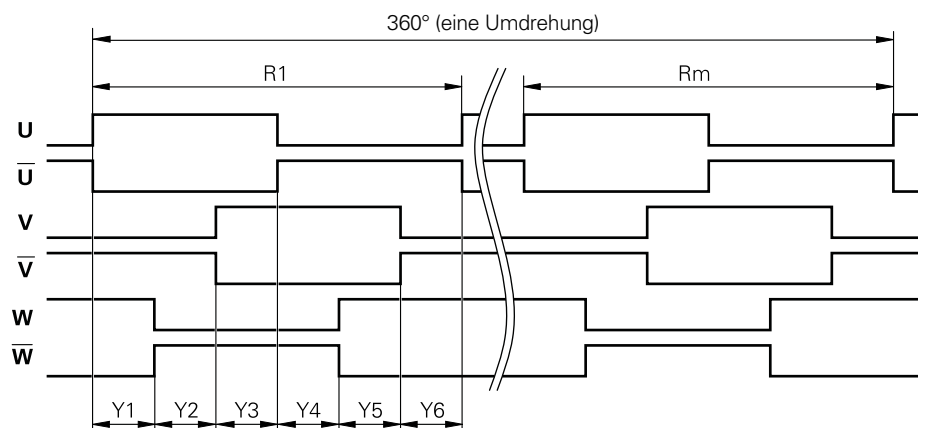 360° (eine Umdrehung)
R1 Rm
U
U̅
V
V̅
W
W̅
Y1 Y2 Y3 Y4 Y5 Y6